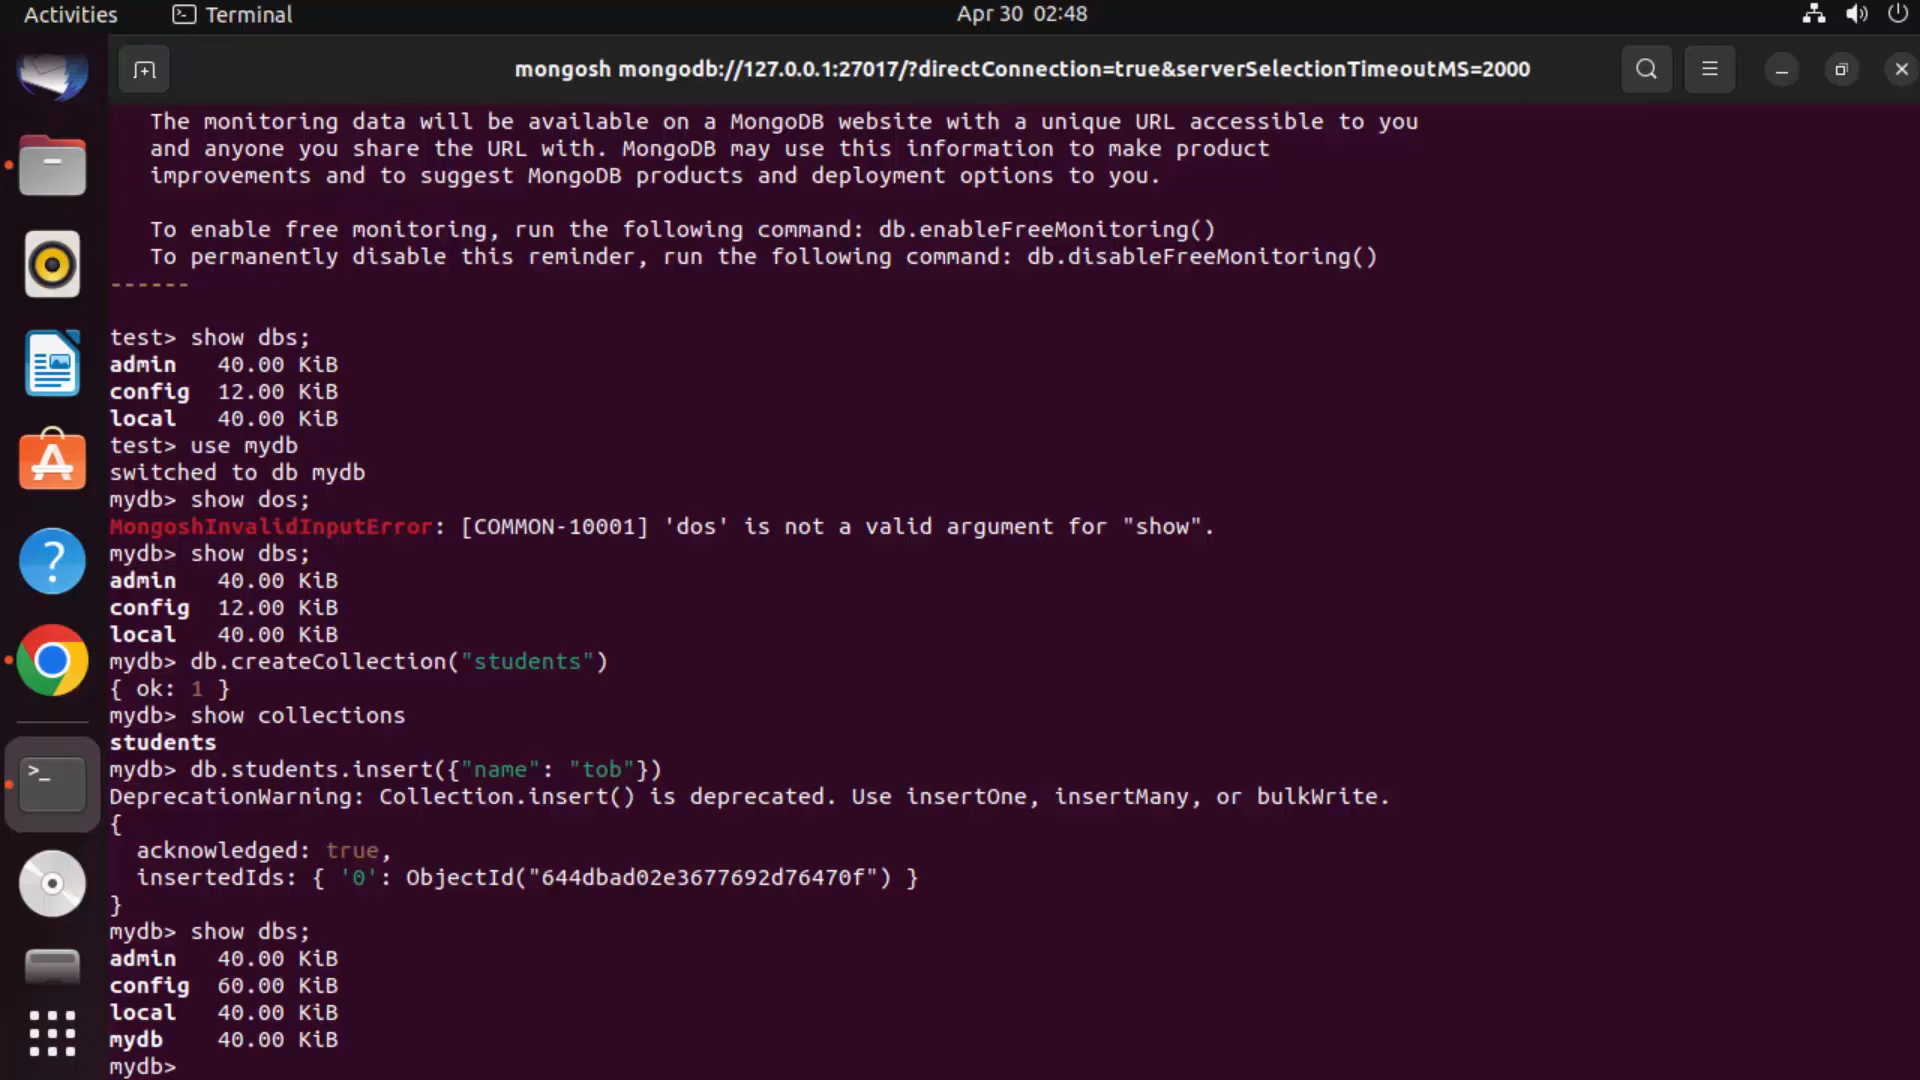 Activities
Terminal
Apr 30 02:48
mongosh mongodb://127.0.0.1:27017/?directConnection=true&serverSelectionTimeoutMS=2000
The monitoring data will be available on a MongoDB website with a unique URL accessible to you
and anyone you share the URL with. MongoDB may use this information to make product
improvements and to suggest MongoDB products and deployment options to you.
To enable free monitoring, run the following command: db.enableFreeMonitoring()
To permanently disable this reminder, run the following command: db.disableFreeMonitoring()
------
test> show dbs;
admin   40.00 KiB
config  12.00 KiB
local   40.00 KiB
test> use mydb
switched to db mydb
mydb> show dos;
MongoshInvalidInputError: [COMMON-10001] 'dos' is not a valid argument for "show".
mydb> show dbs;
admin   40.00 KiB
config  12.00 KiB
local   40.00 KiB
mydb> db.createCollection("students")
{ ok: 1 }
mydb> show collections
students
mydb> db.students.insert({"name": "tob"})
DeprecationWarning: Collection.insert() is deprecated. Use insertOne, insertMany, or bulkWrite.
{
  acknowledged: true,
  insertedIds: { '0': ObjectId("644dbad02e3677692d76470f") }
}
mydb> show dbs;
admin   40.00 KiB
config  60.00 KiB
local   40.00 KiB
mydb    40.00 KiB
mydb>